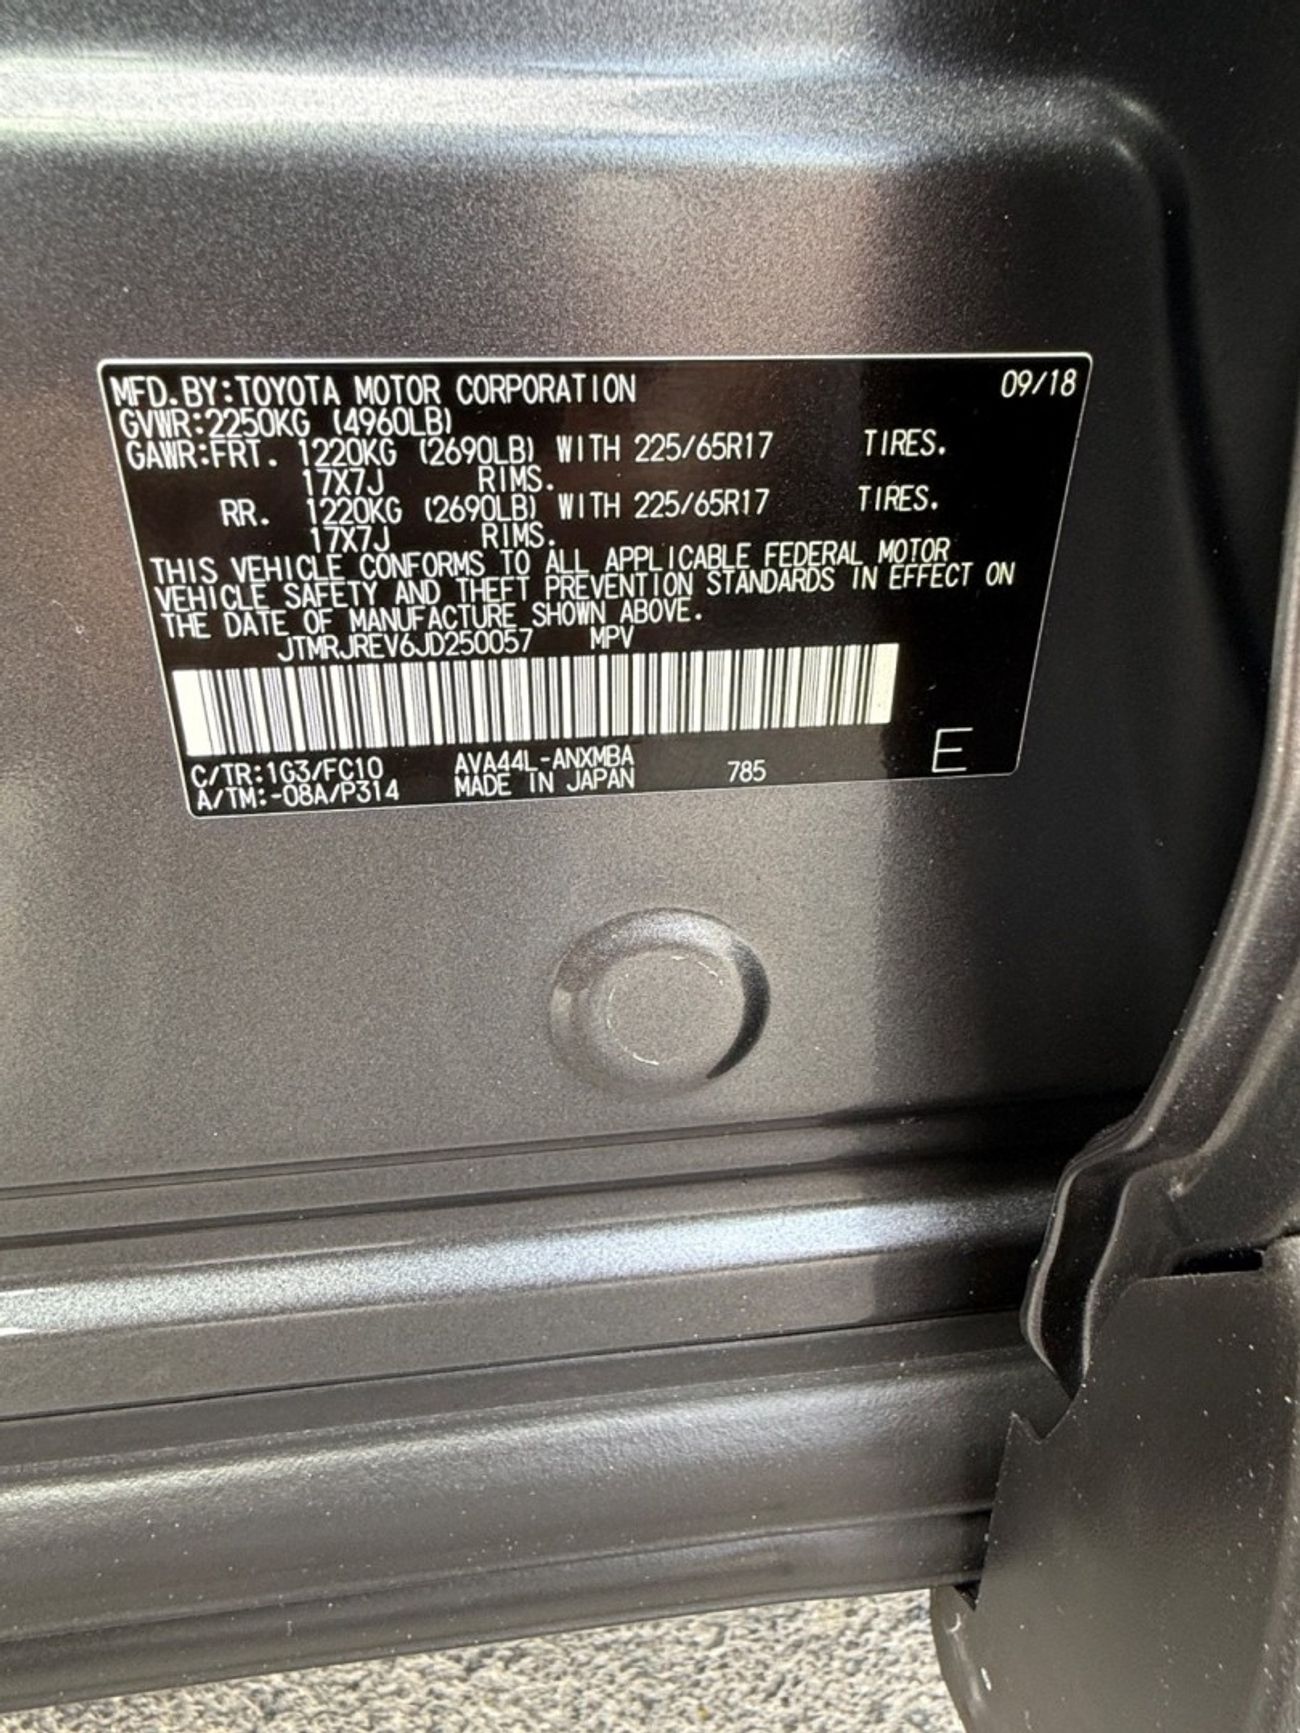 MFD.BY:TOYOTA MOTOR CORPORATION 09/18
GVWR:2250KG (4960LB)
GAWR:FRT. 1220KG (2690LB) WITH 225/65R17 TIRES.
17X7J RIMS.
RR. 1220KG (2690LB) WITH 225/65R17 TIRES.
17X7J RIMS.
THIS VEHICLE CONFORMS TO ALL APPLICABLE FEDERAL MOTOR
VEHICLE SAFETY AND THEFT PREVENTION STANDARDS IN EFFECT ON
THE DATE OF MANUFACTURE SHOWN ABOVE.
JTMRJREV6JD250057 MPV
C/TR:1G3/FC10 AVA44L-ANXMBA 785 E
A/TM:-08A/P314 MADE IN JAPAN